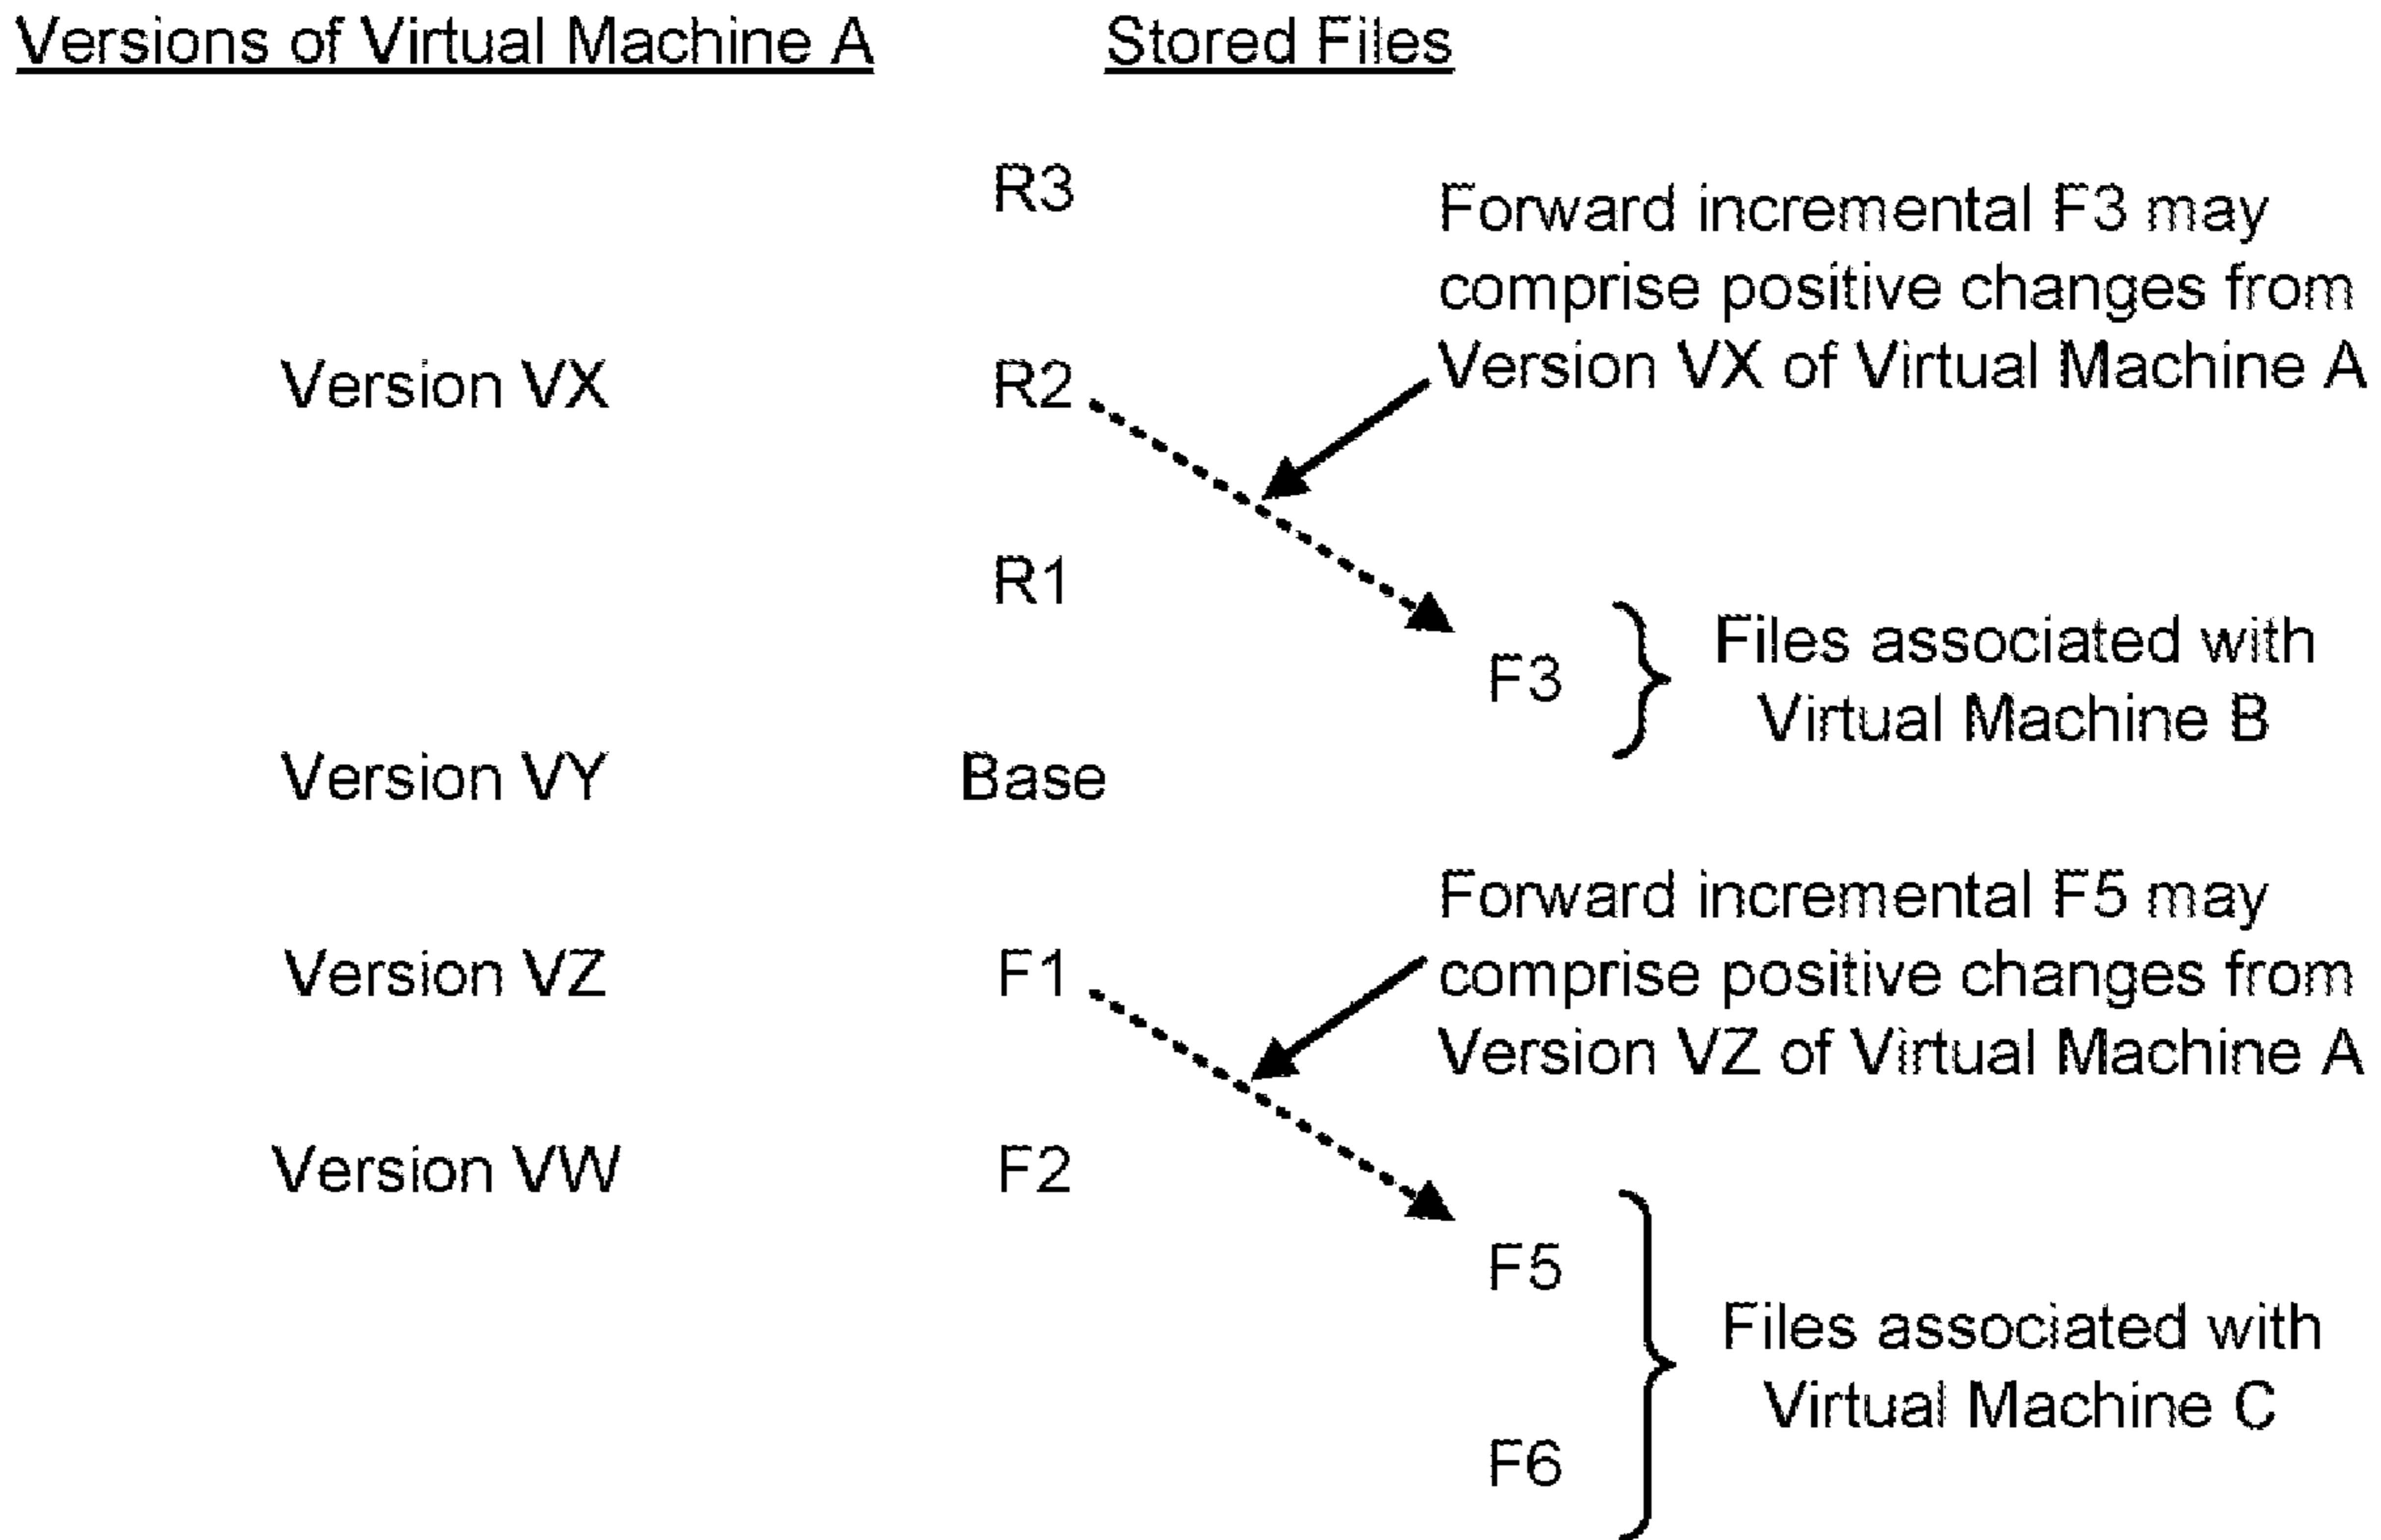 Versions of Virtual Machine A
Stored Files
R3
Forward incremental F3 may
comprise positive changes from
Version VX of Virtual Machine A
Version VX
R2
R1
F3
Files associated with
Virtual Machine B
Version VY
Base
Forward incremental F5 may
comprise positive changes from
Version VZ of Virtual Machine A
Version VZ
F1
Version VW
F2
F5
Files associated with
Virtual Machine C
F6